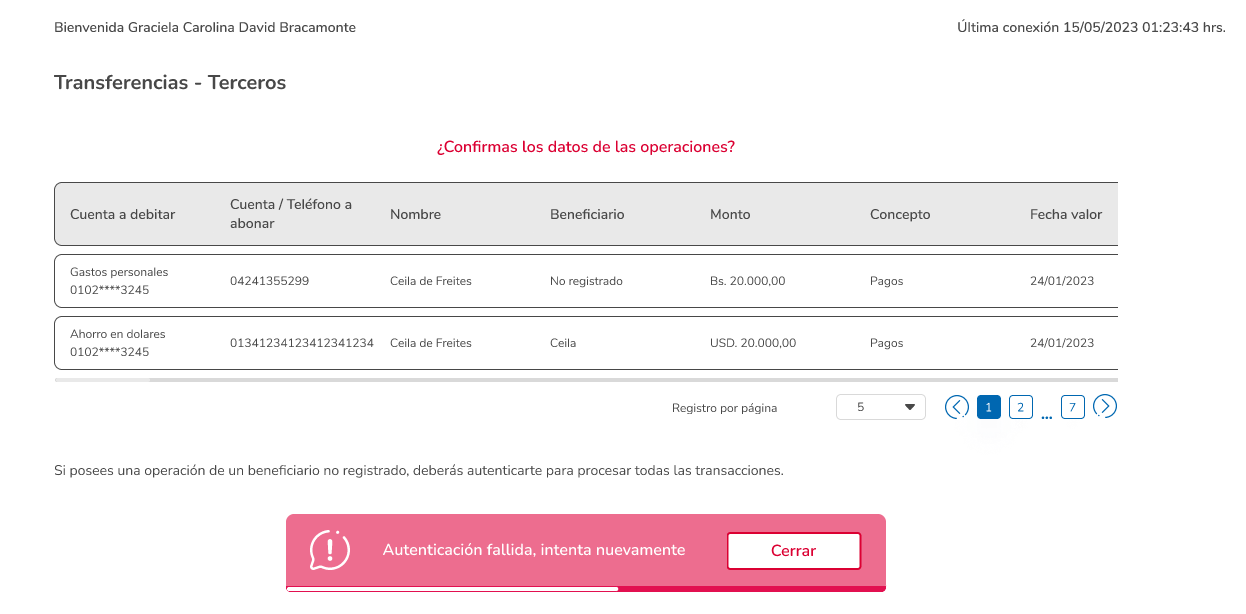 Bienvenida Graciela Carolina David Bracamonte
Última conexión 15/05/2023 01:23:43 hrs.
Transferencias - Terceros
¿Confirmas los datos de las operaciones?
Cuenta a debitar
Cuenta / Teléfono a
abonar
Nombre
Beneficiario
Monto
Concepto
Fecha valor
Gastos personales
0102****3245
04241355299
Ceila de Freites
No registrado
Bs. 20.000,00
Pagos
24/01/2023
Ahorro en dolares
0102****3245
01341234123412341234
Ceila de Freites
Ceila
USD. 20.000,00
Pagos
24/01/2023
Registro por página
5
1
2
...
7
Si posees una operación de un beneficiario no registrado, deberás autenticarte para procesar todas las transacciones.
Autenticación fallida, intenta nuevamente
Cerrar